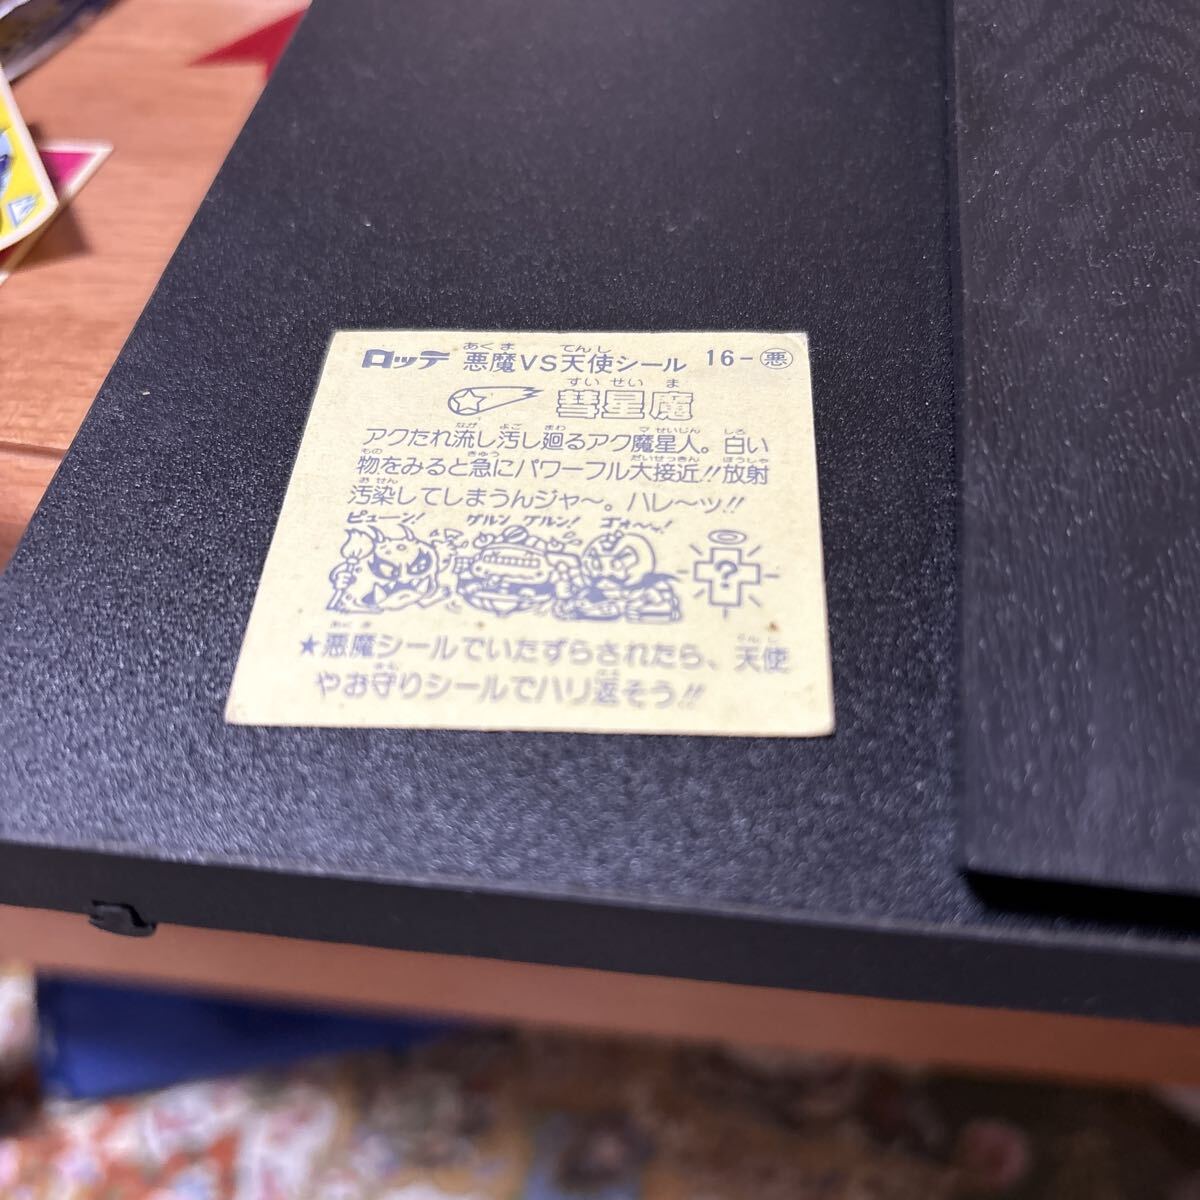 ロッテ 悪魔VS天使シール 16-悪
あくま てんし
すい せい ま
彗星魔
アクたれ流し汚し廻るアク魔星人。白い
物をみると急にパワーフル大接近!!放射
汚染してしまうんジャ〜。ハレ〜ッ!!
ピューン! ゲルン ゲルン! ゴォ〜ッ!
?
★悪魔シールでいたずらされたら、天使
やお守りシールでハリ返そう!!